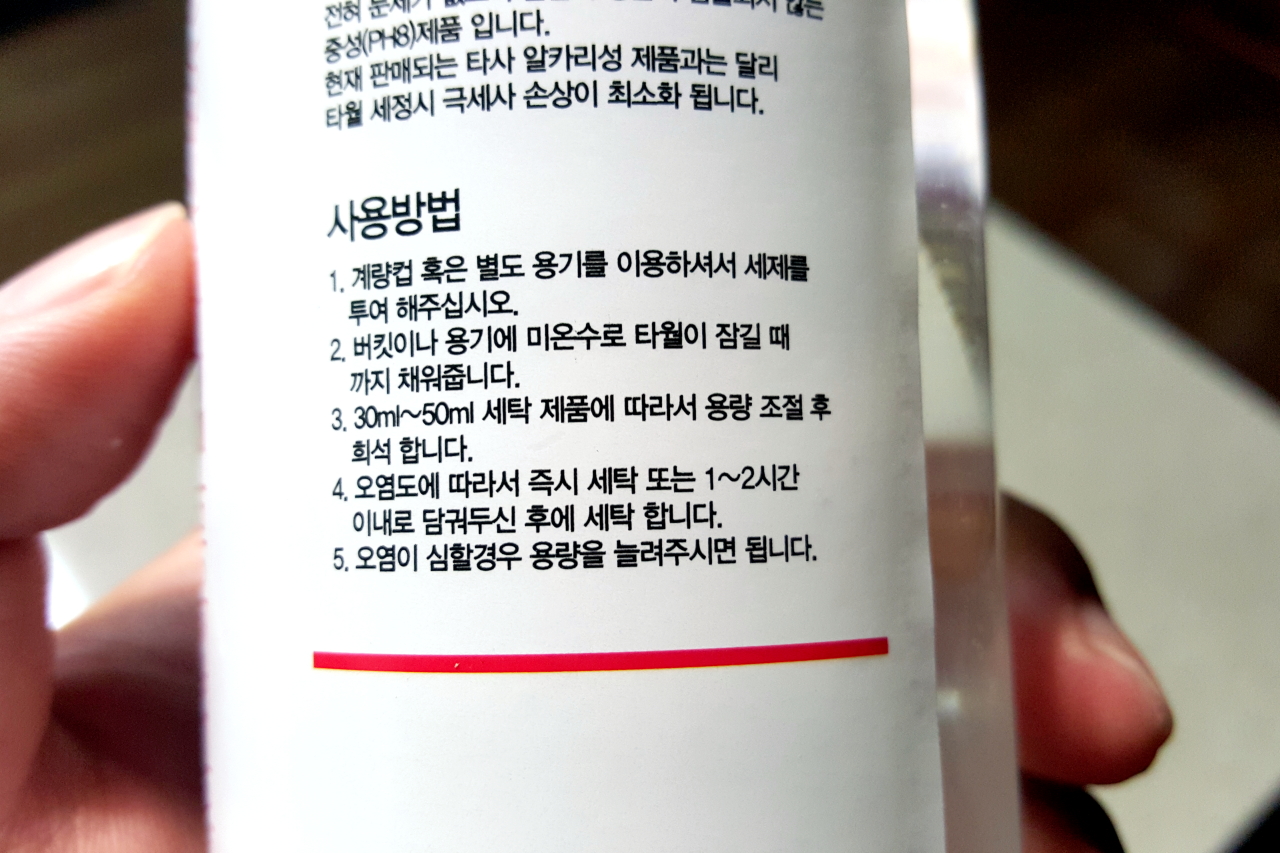 전혀 문제가
중성(PH8)제품 입니다.
현재 판매되는 타사 알카리성 제품과는 달리
타월 세정시 극세사 손상이 최소화 됩니다.
사용방법
1. 계량컵 혹은 별도 용기를 이용하셔서 세제를
투여 해주십시오.
2. 버킷이나 용기에 미온수로 타월이 잠길 때
까지 채워줍니다.
3. 30ml~50ml 세탁 제품에 따라서 용량 조절 후
희석 합니다.
4. 오염도에 따라서 즉시 세탁 또는 1~2시간
이내로 담궈두신 후에 세탁 합니다.
5. 오염이 심할경우 용량을 늘려주시면 됩니다.